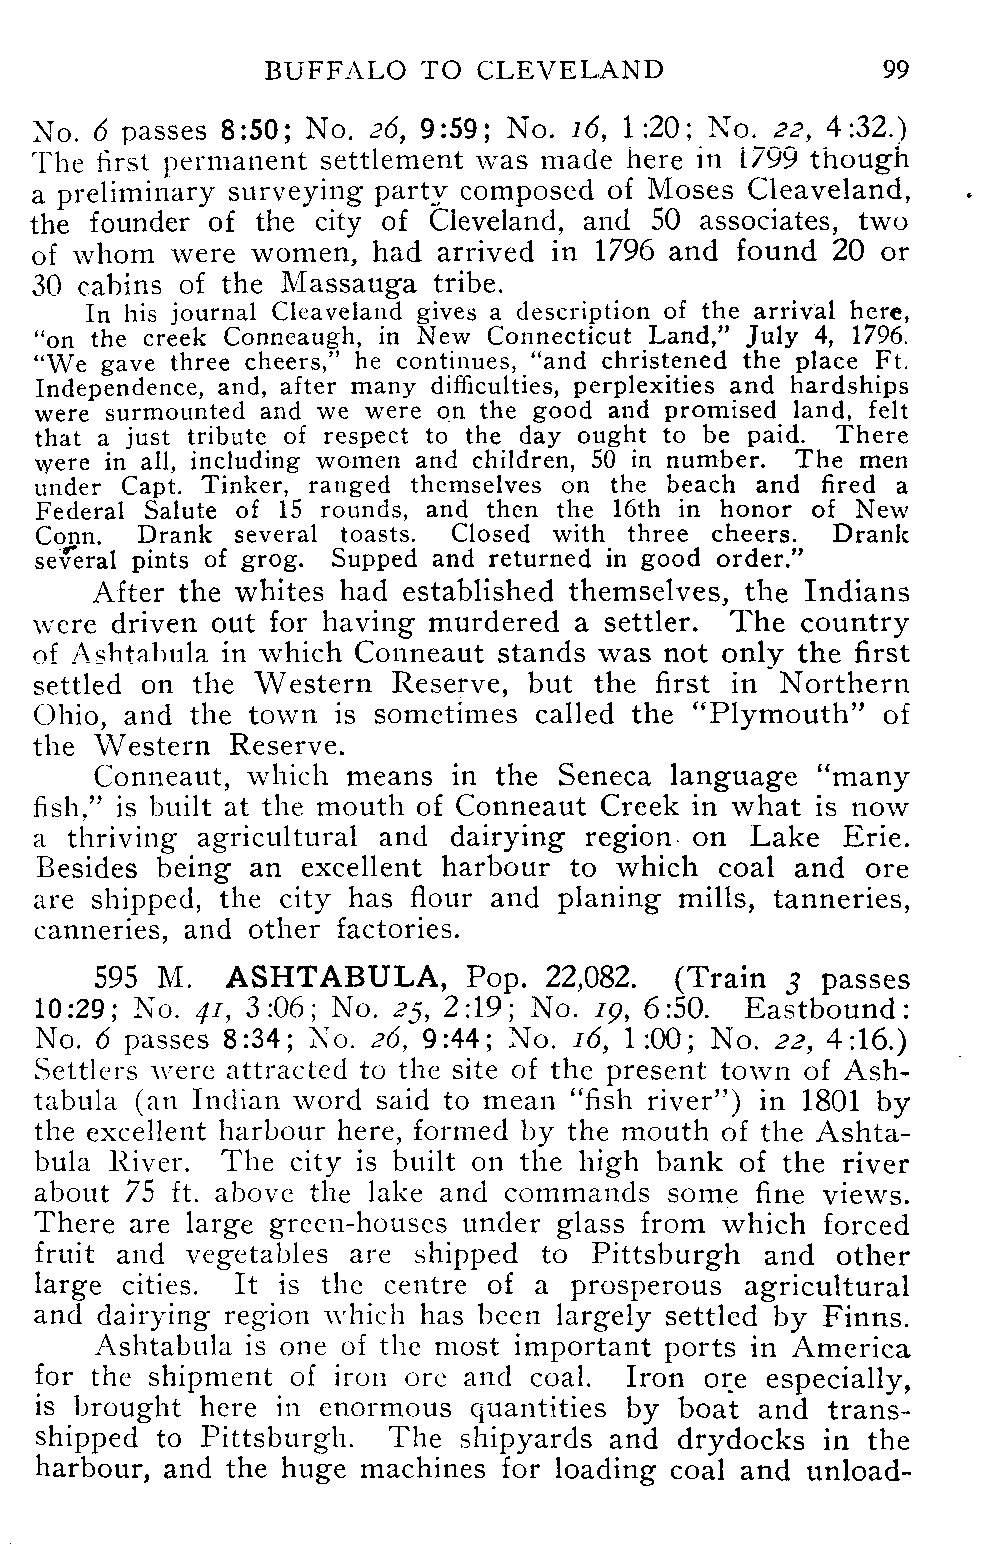 BUFFALO TO CLEVELAND 99
No. 6 passes 8:50; No. 26, 9:59; No. 16, 1:20; No. 22, 4:32.)
The first permanent settlement was made here in 1799 though
a preliminary surveying party composed of Moses Cleaveland,
the founder of the city of Cleveland, and 50 associates, two
of whom were women, had arrived in 1796 and found 20 or
30 cabins of the Massauga tribe.
In his journal Cleaveland gives a description of the arrival here,
"on the creek Conneaugh, in New Connecticut Land," July 4, 1796.
"We gave three cheers," he continues, "and christened the place Ft.
Independence, and, after many difficulties, perplexities and hardships
were surmounted and we were on the good and promised land, felt
that a just tribute of respect to the day ought to be paid. There
were in all, including women and children, 50 in number. The men
under Capt. Tinker, ranged themselves on the beach and fired a
Federal Salute of 15 rounds, and then the 16th in honor of New
Conn. Drank several toasts. Closed with three cheers. Drank
several pints of grog. Supped and returned in good order."
After the whites had established themselves, the Indians
were driven out for having murdered a settler. The country
of Ashtabula in which Conneaut stands was not only the first
settled on the Western Reserve, but the first in Northern
Ohio, and the town is sometimes called the "Plymouth" of
the Western Reserve.
Conneaut, which means in the Seneca language "many
fish," is built at the mouth of Conneaut Creek in what is now
a thriving agricultural and dairying region on Lake Erie.
Besides being an excellent harbour to which coal and ore
are shipped, the city has flour and planing mills, tanneries,
canneries, and other factories.
595 M. ASHTABULA, Pop. 22,082. (Train 3 passes
10:29; No. 41, 3:06; No. 25, 2:19; No. 19, 6:50. Eastbound:
No. 6 passes 8:34; No. 26, 9:44; No. 16, 1:00; No. 22, 4:16.)
Settlers were attracted to the site of the present town of Ash-
tabula (an Indian word said to mean "fish river") in 1801 by
the excellent harbour here, formed by the mouth of the Ashta-
bula River. The city is built on the high bank of the river
about 75 ft. above the lake and commands some fine views.
There are large green-houses under glass from which forced
fruit and vegetables are shipped to Pittsburgh and other
large cities. It is the centre of a prosperous agricultural
and dairying region which has been largely settled by Finns.
Ashtabula is one of the most important ports in America
for the shipment of iron ore and coal. Iron ore especially,
is brought here in enormous quantities by boat and trans-
shipped to Pittsburgh. The shipyards and drydocks in the
harbour, and the huge machines for loading coal and unload-